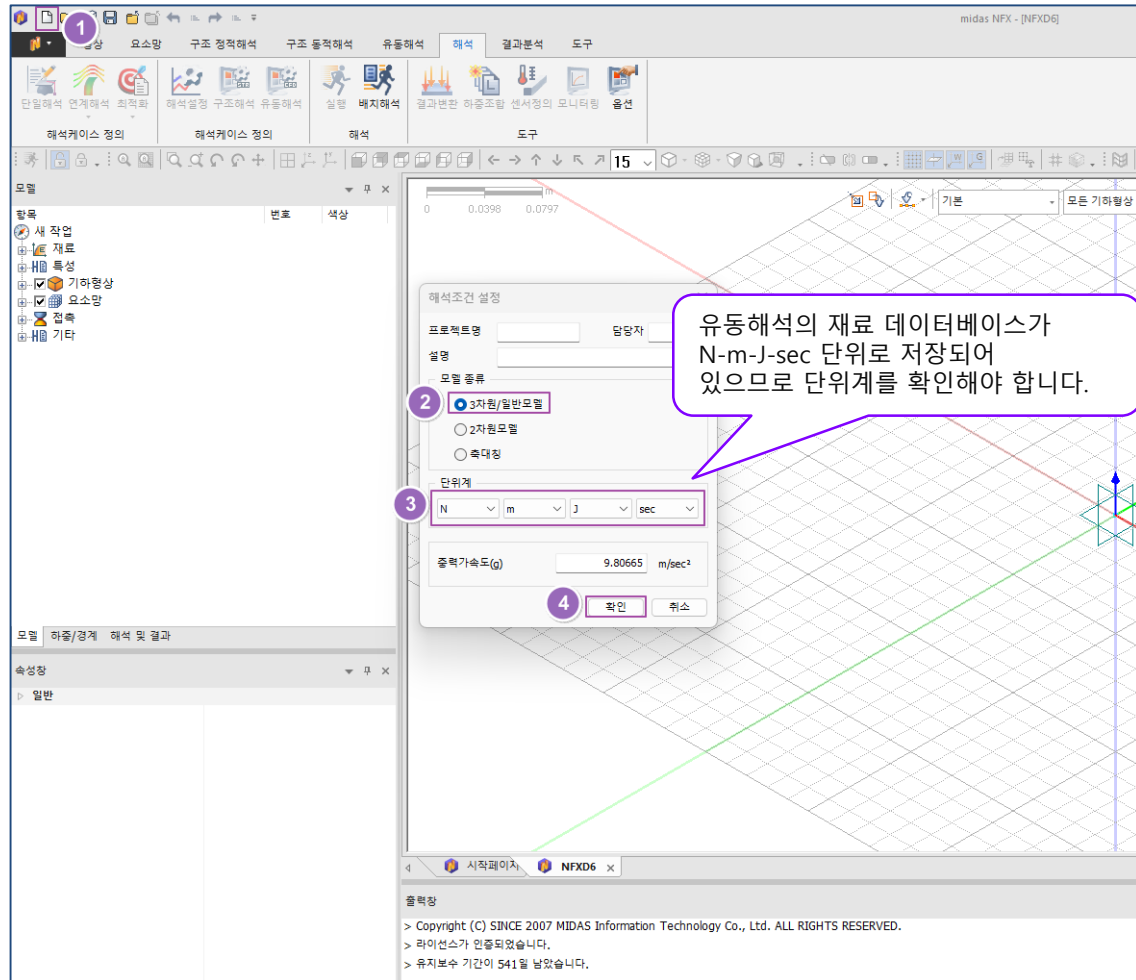 1
midas NFX - [NFXD6]
요소망 구조 정적해석 구조 동적해석 유동해석 해석 결과분석 도구
단일해석 연계해석 최적화 해석설정 구조해석 유동해석 실행 배치해석 결과변환 하중조합 센서정의 모니터링 옵션
해석케이스 정의 해석케이스 정의 해석 도구
15
모델
항목 번호 색상
새 작업
재료
특성
기하형상
요소망
접촉
기타
모델 하중/경계 해석 및 결과
속성창
일반
m
0 0.0398 0.0797
기본 모든 기하형상
해석조건 설정
프로젝트명 담당자
설명
모델 종류
2 3차원/일반모델
2차원모델
축대칭
단위계
3 N m J sec
중력가속도(g) 9.80665 m/sec²
4 확인 취소
유동해석의 재료 데이터베이스가
N-m-J-sec 단위로 저장되어
있으므로 단위계를 확인해야 합니다.
시작페이지 NFXD6
출력창
> Copyright (C) SINCE 2007 MIDAS Information Technology Co., Ltd. ALL RIGHTS RESERVED.
> 라이선스가 인증되었습니다.
> 유지보수 기간이 541일 남았습니다.